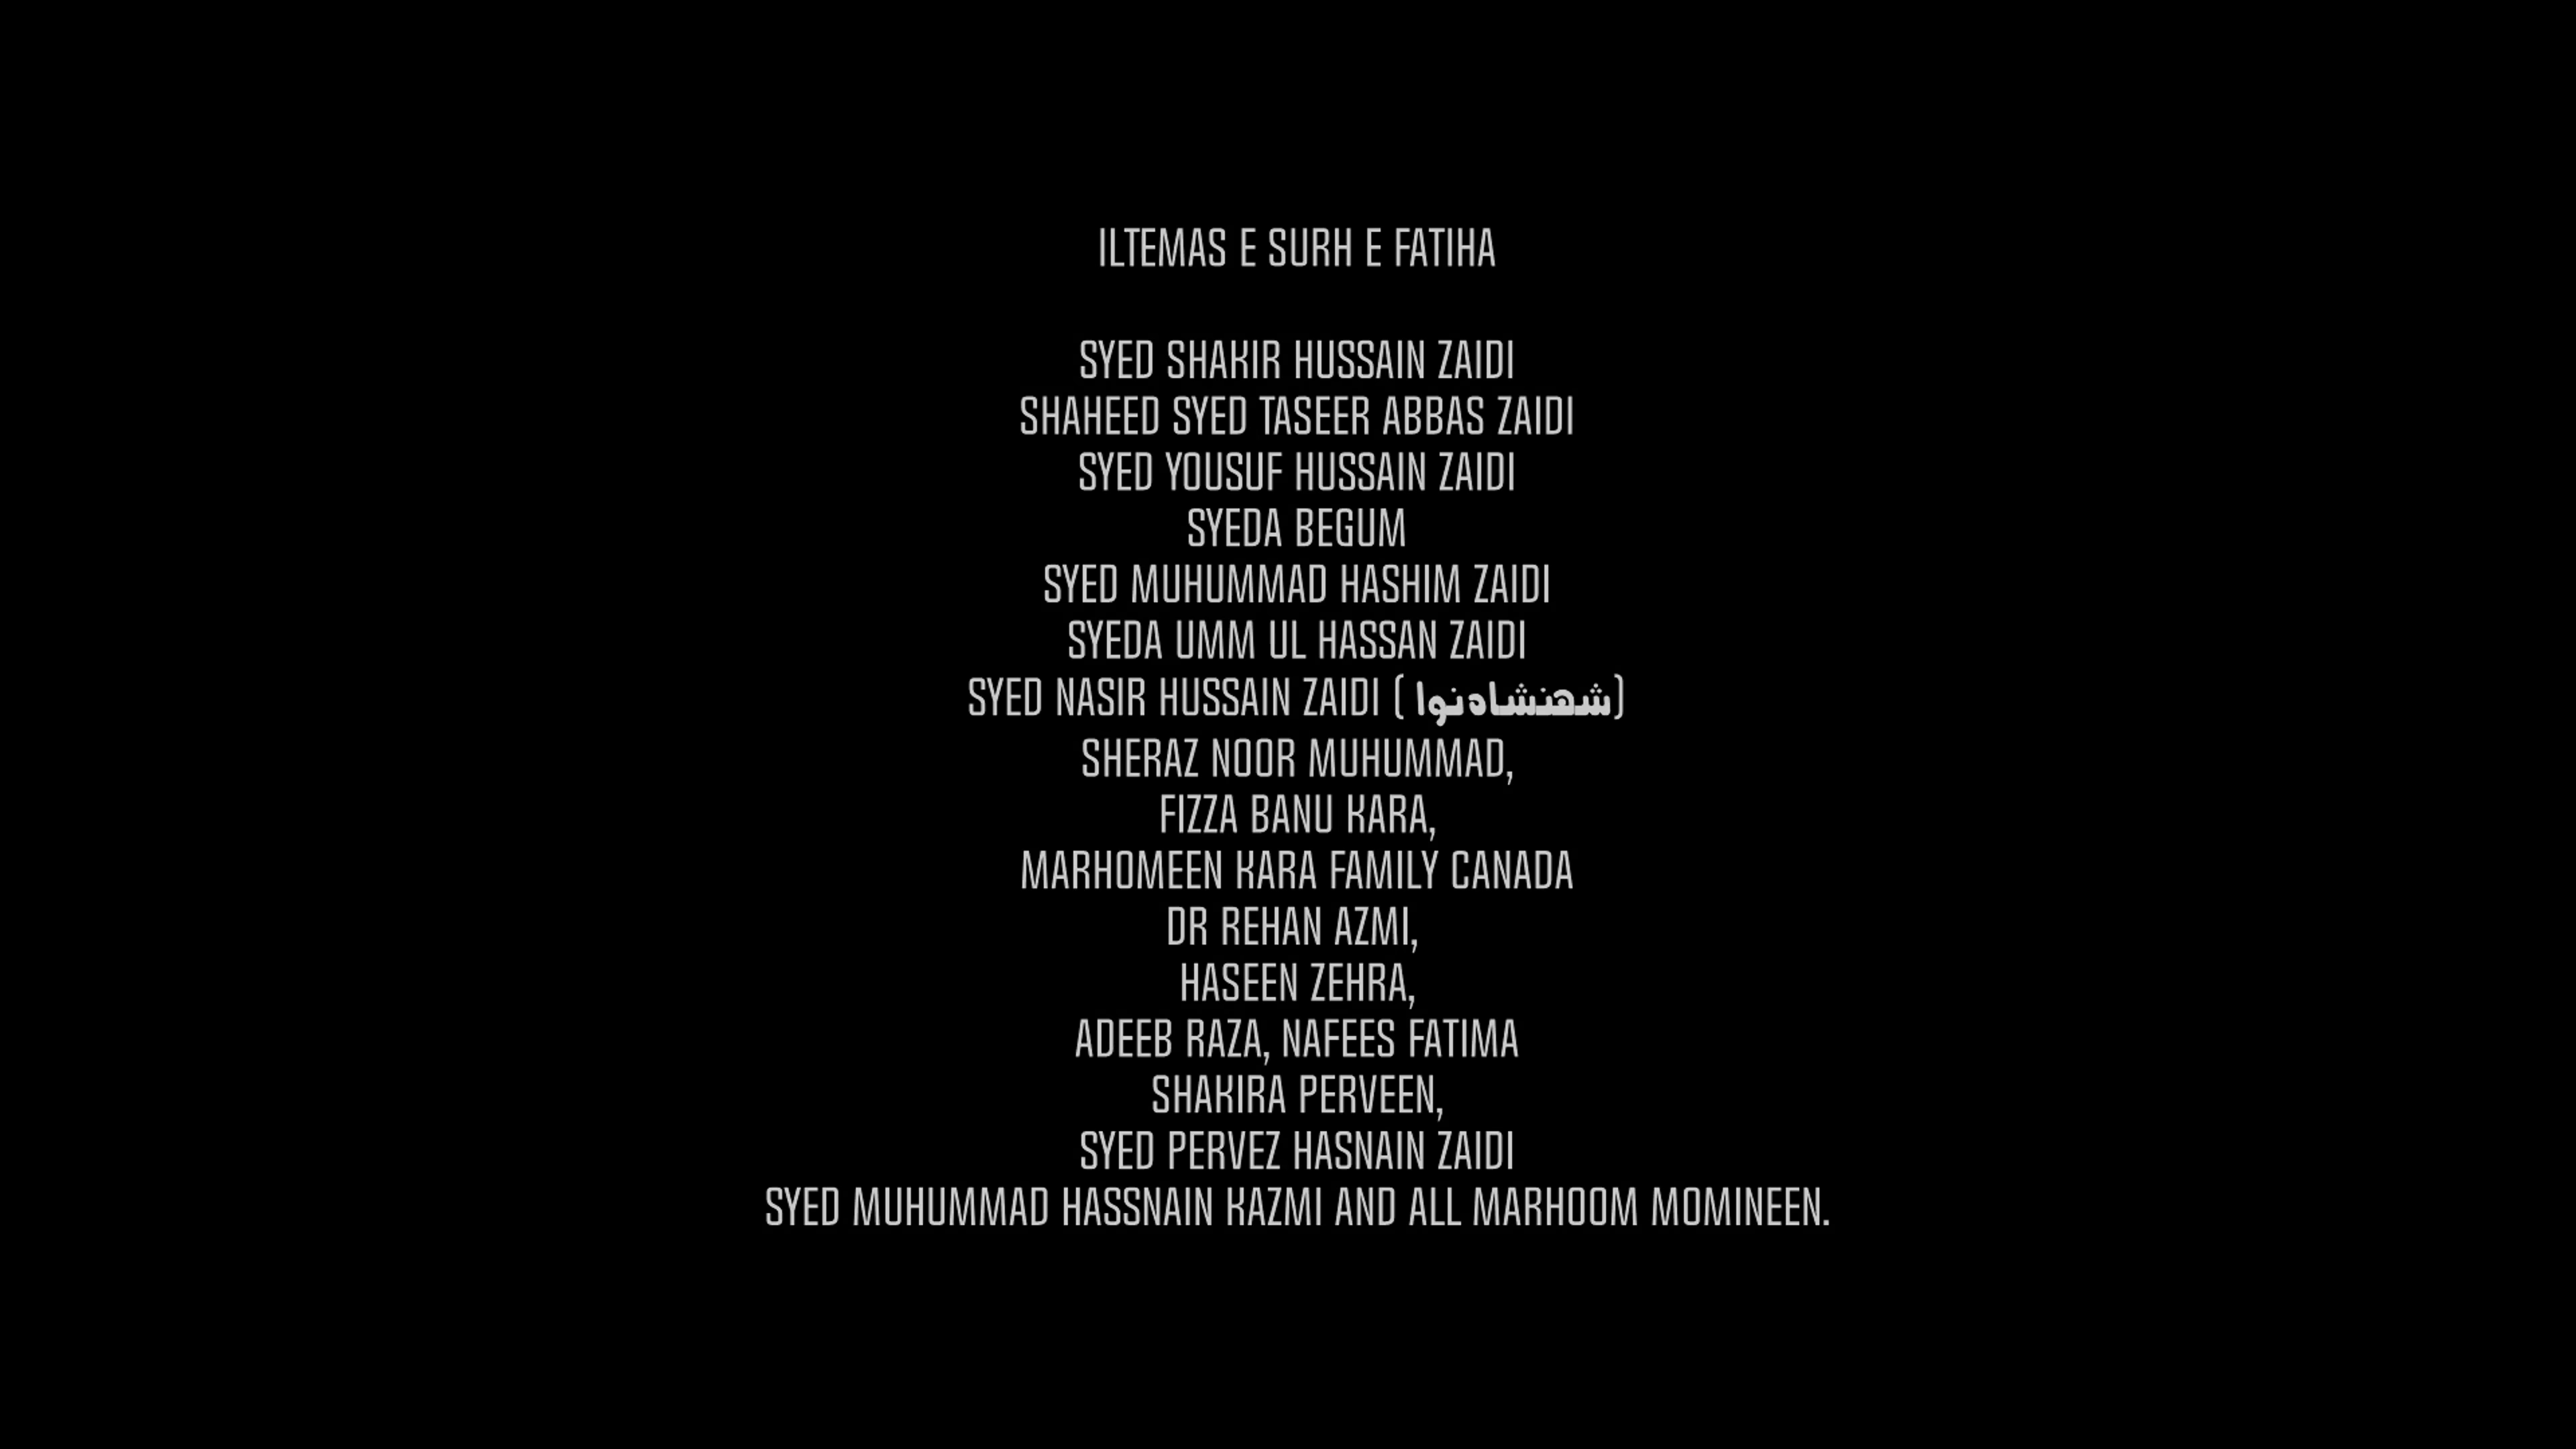 ILTEMAS E SURH E FATIHA
SYED SHAKIR HUSSAIN ZAIDI
SHAHEED SYED TASEER ABBAS ZAIDI
SYED YOUSUF HUSSAIN ZAIDI
SYEDA BEGUM
SYED MUHUMMAD HASHIM ZAIDI
SYEDA UMM UL HASSAN ZAIDI
SYED NASIR HUSSAIN ZAIDI ( شهنشاه نوا)
SHERAZ NOOR MUHUMMAD,
FIZZA BANU KARA,
MARHOMEEN KARA FAMILY CANADA
DR REHAN AZMI,
HASEEN ZEHRA,
ADEEB RAZA, NAFEES FATIMA
SHAKIRA PERVEEN,
SYED PERVEZ HASNAIN ZAIDI
SYED MUHUMMAD HASSNAIN KAZMI AND ALL MARHOOM MOMINEEN.